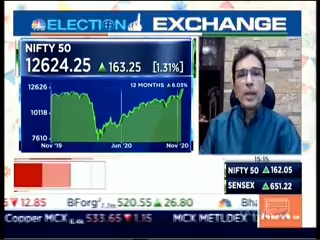 ELECTION EXCHANGE
NIFTY 50
12624.25 ▲ 163.25 [1.31%]
12626
12 MONTHS ▲ 6.03%
10118
7610
Nov '19 Jun '20 Nov '20
15:15
NIFTY 50 ▲ 162.05
SENSEX ▲ 651.22
▼ 12.85 BForg 520.55 ▲ 26.80
Copper MCX 533.65 ▼ 1.15 MCX METLDEX